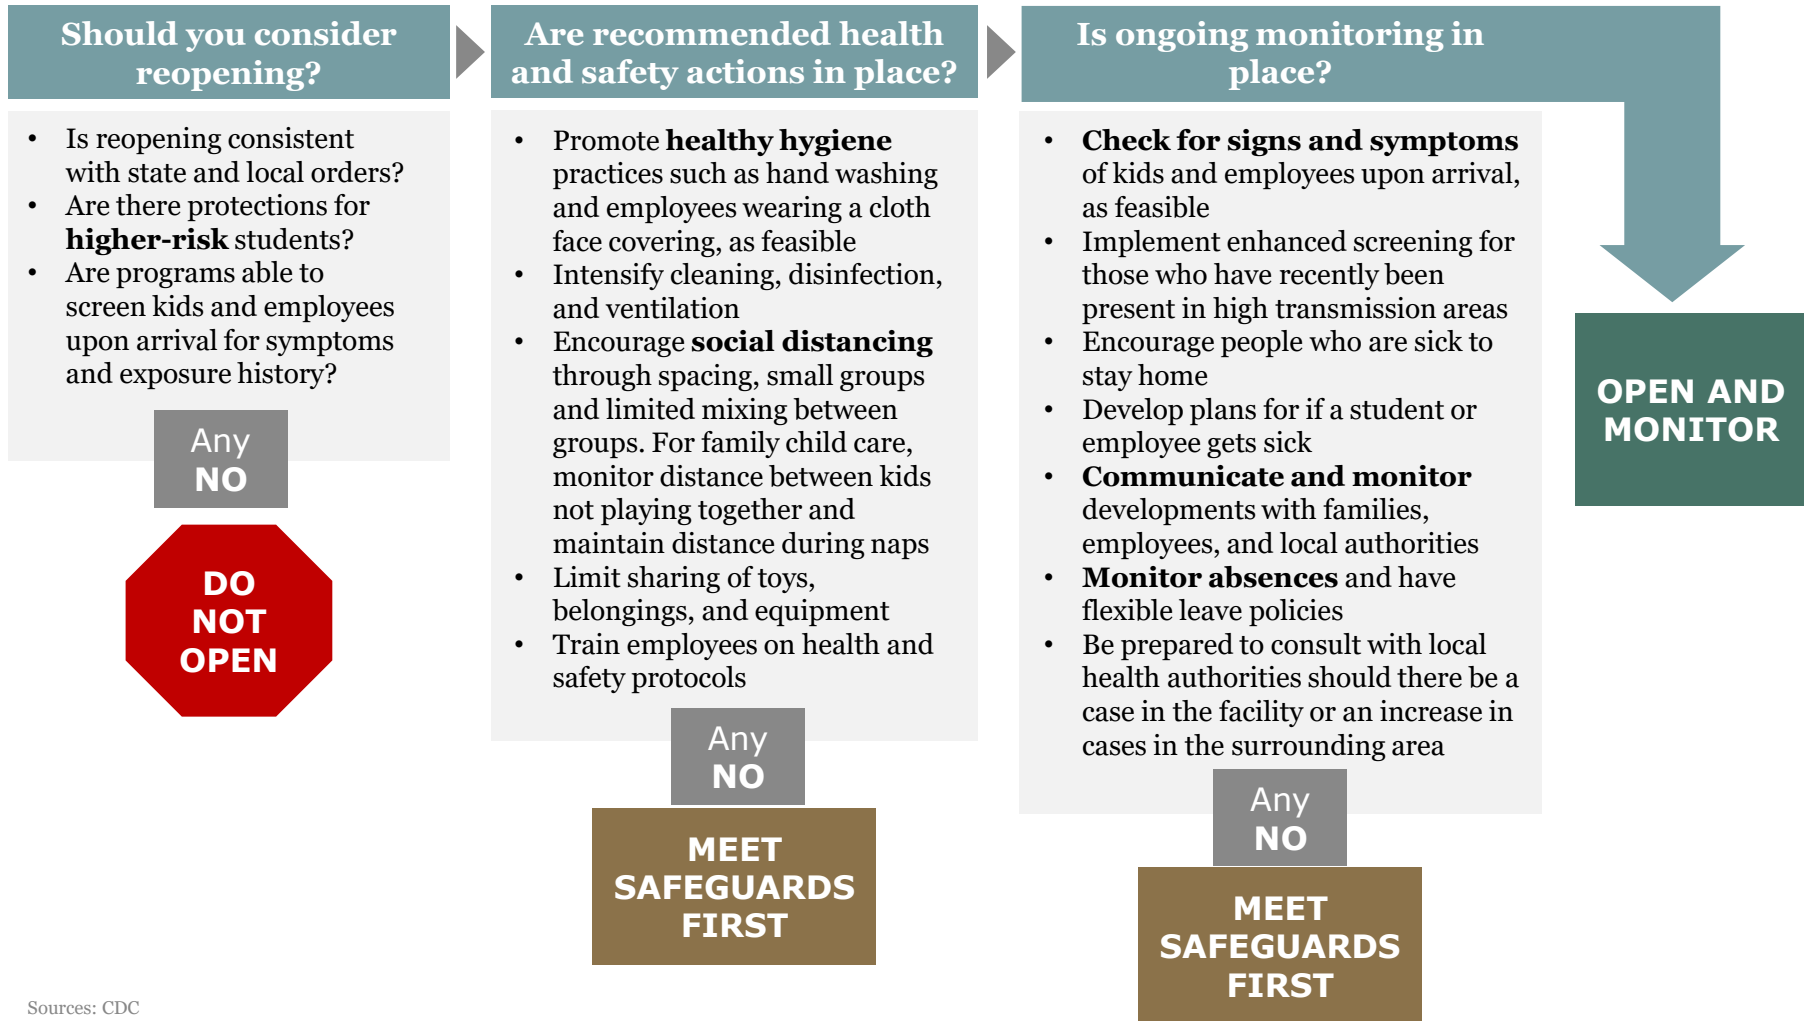 Should you consider
reopening?
• Is reopening consistent
with state and local orders?
• Are there protections for
higher-risk students?
• Are programs able to
screen kids and employees
upon arrival for symptoms
and exposure history?
Any
NO
DO
NOT
OPEN
Are recommended health
and safety actions in place?
• Promote healthy hygiene
practices such as hand washing
and employees wearing a cloth
face covering, as feasible
• Intensify cleaning, disinfection,
and ventilation
• Encourage social distancing
through spacing, small groups
and limited mixing between
groups. For family child care,
monitor distance between kids
not playing together and
maintain distance during naps
• Limit sharing of toys,
belongings, and equipment
• Train employees on health and
safety protocols
Any
NO
MEET
SAFEGUARDS
FIRST
Is ongoing monitoring in
place?
• Check for signs and symptoms
of kids and employees upon arrival,
as feasible
• Implement enhanced screening for
those who have recently been
present in high transmission areas
• Encourage people who are sick to
stay home
• Develop plans for if a student or
employee gets sick
• Communicate and monitor
developments with families,
employees, and local authorities
• Monitor absences and have
flexible leave policies
• Be prepared to consult with local
health authorities should there be a
case in the facility or an increase in
cases in the surrounding area
Any
NO
MEET
SAFEGUARDS
FIRST
OPEN AND
MONITOR
Sources: CDC